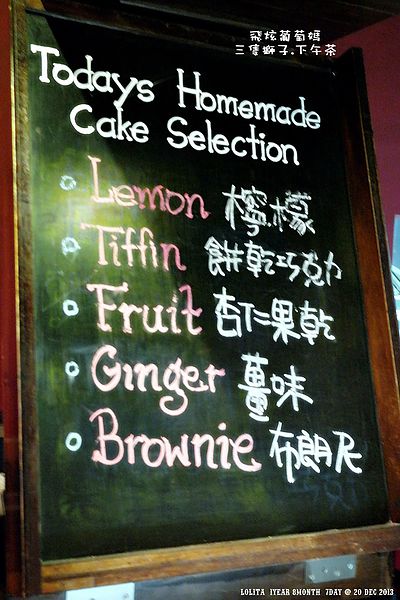 飛炫葡萄媽
三隻獅子.下午茶
Todays Homemade
Cake Selection
Lemon 檸檬
Tiffin 餅乾巧克力
Fruit 杏仁果乾
Ginger 薑味
Brownie 布朗尼
LOLITA 1YEAR 8MONTH 7DAY @ 20 DEC 2013